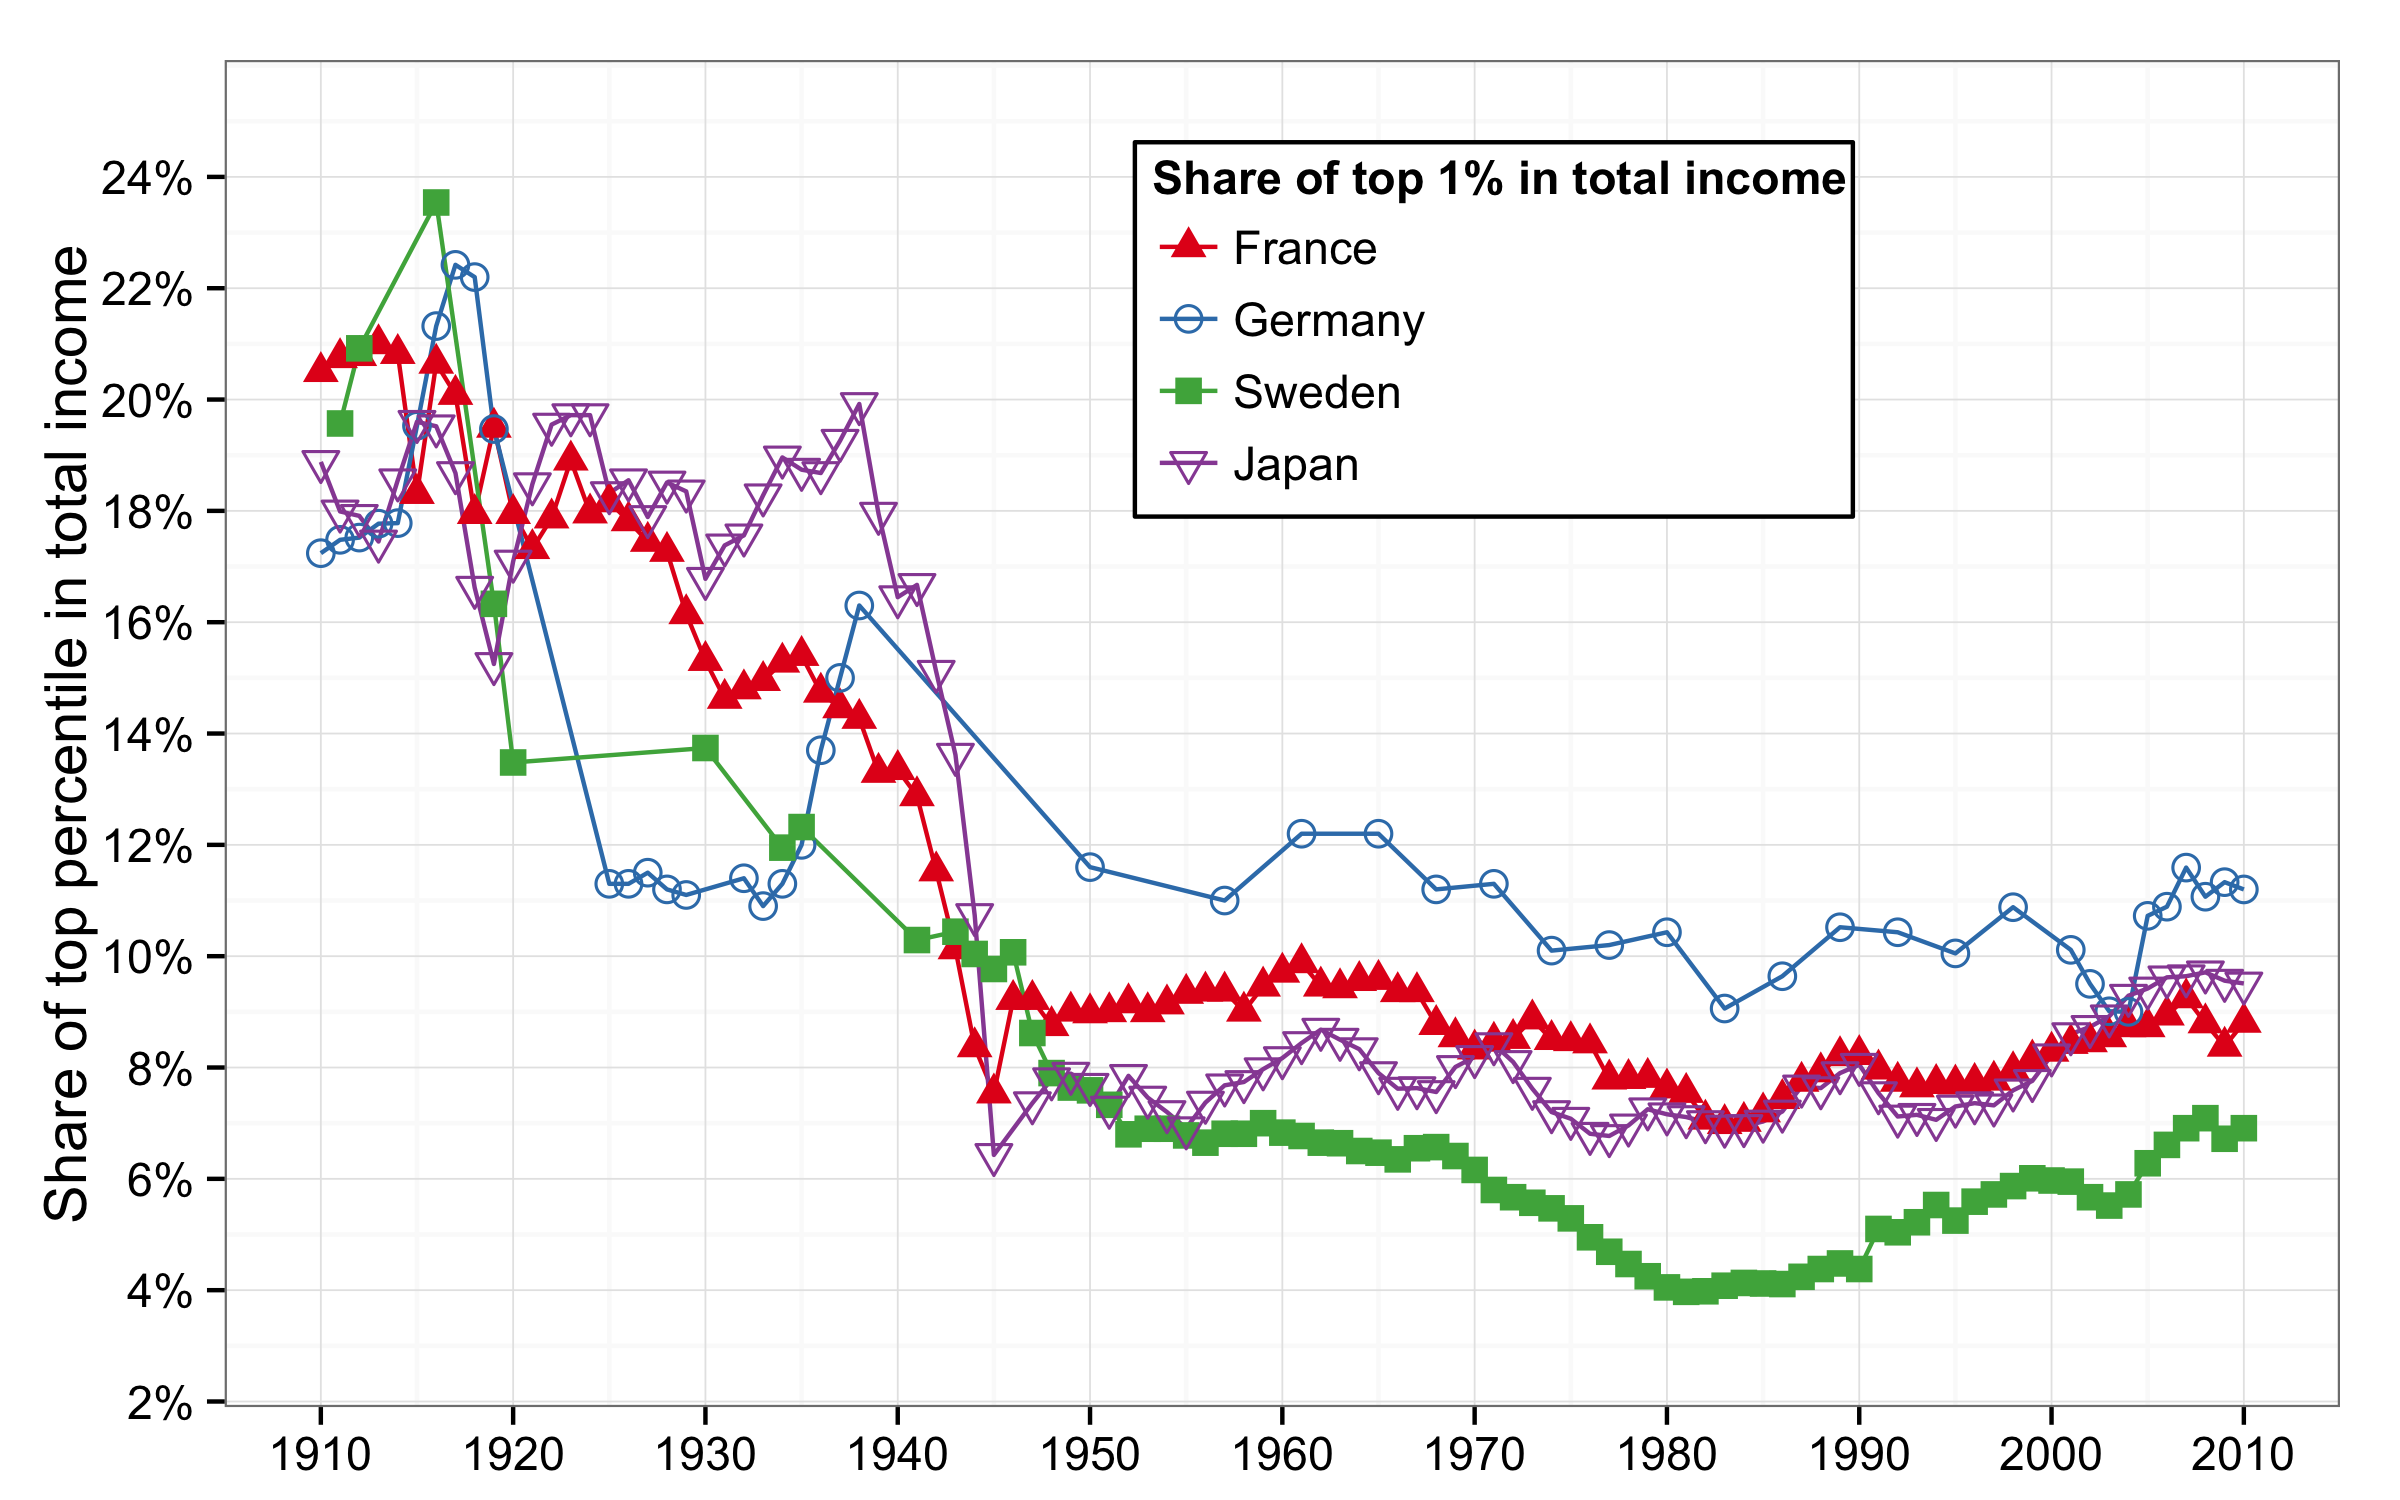 Share of top percentile in total income
24%
22%
20%
18%
16%
14%
12%
10%
8%
6%
4%
2%
Share of top 1% in total income
France
Germany
Sweden
Japan
1910 1920 1930 1940 1950 1960 1970 1980 1990 2000 2010